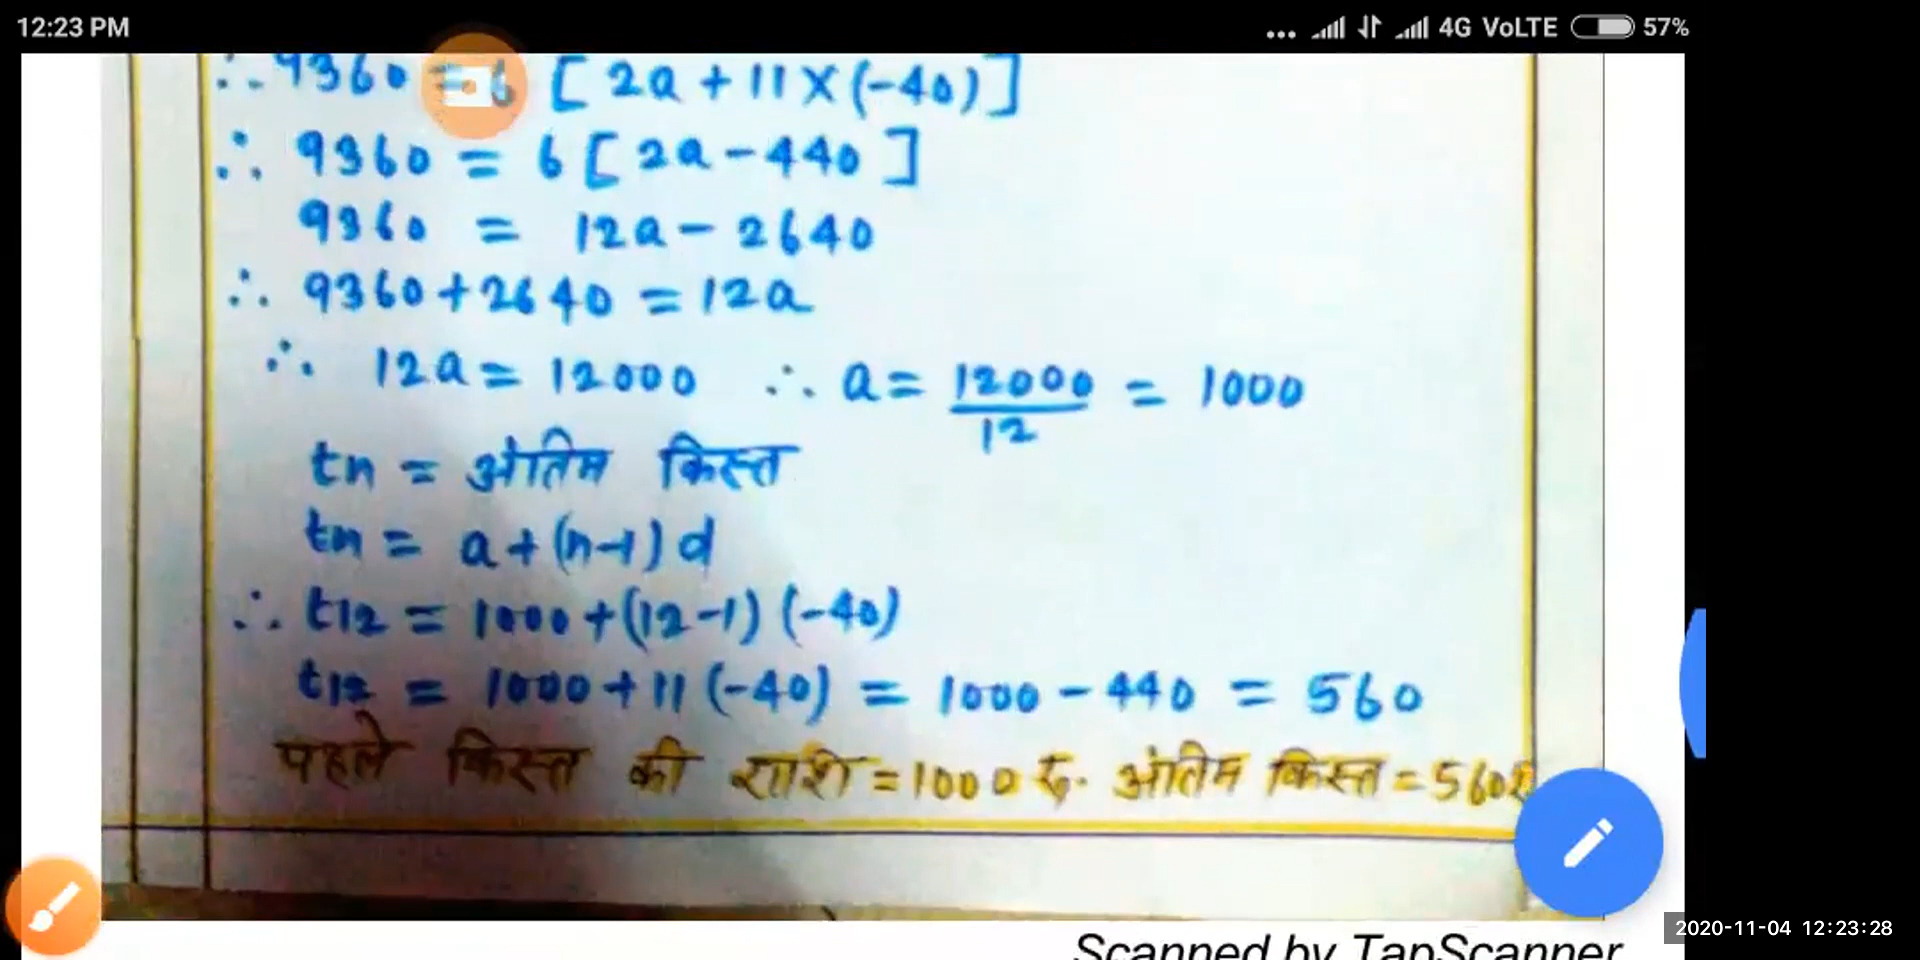 12:23 PM ... 4G VoLTE 57%
∴ 9360 = 6 [ 2a + 11 × (-40) ]
∴ 9360 = 6 [ 2a - 440 ]
9360 = 12a - 2640
∴ 9360 + 2640 = 12a
∴ 12a = 12000 ∴ a = 12000/12 = 1000
tn = अंतिम किस्त
tn = a + (n-1) d
∴ t12 = 1000 + (12-1) (-40)
t12 = 1000 + 11 (-40) = 1000 - 440 = 560
पहले किस्त की राशि = 1000 रु. अंतिम किस्त = 560रु
Scanned by TapScanner
2020-11-04 12:23:28